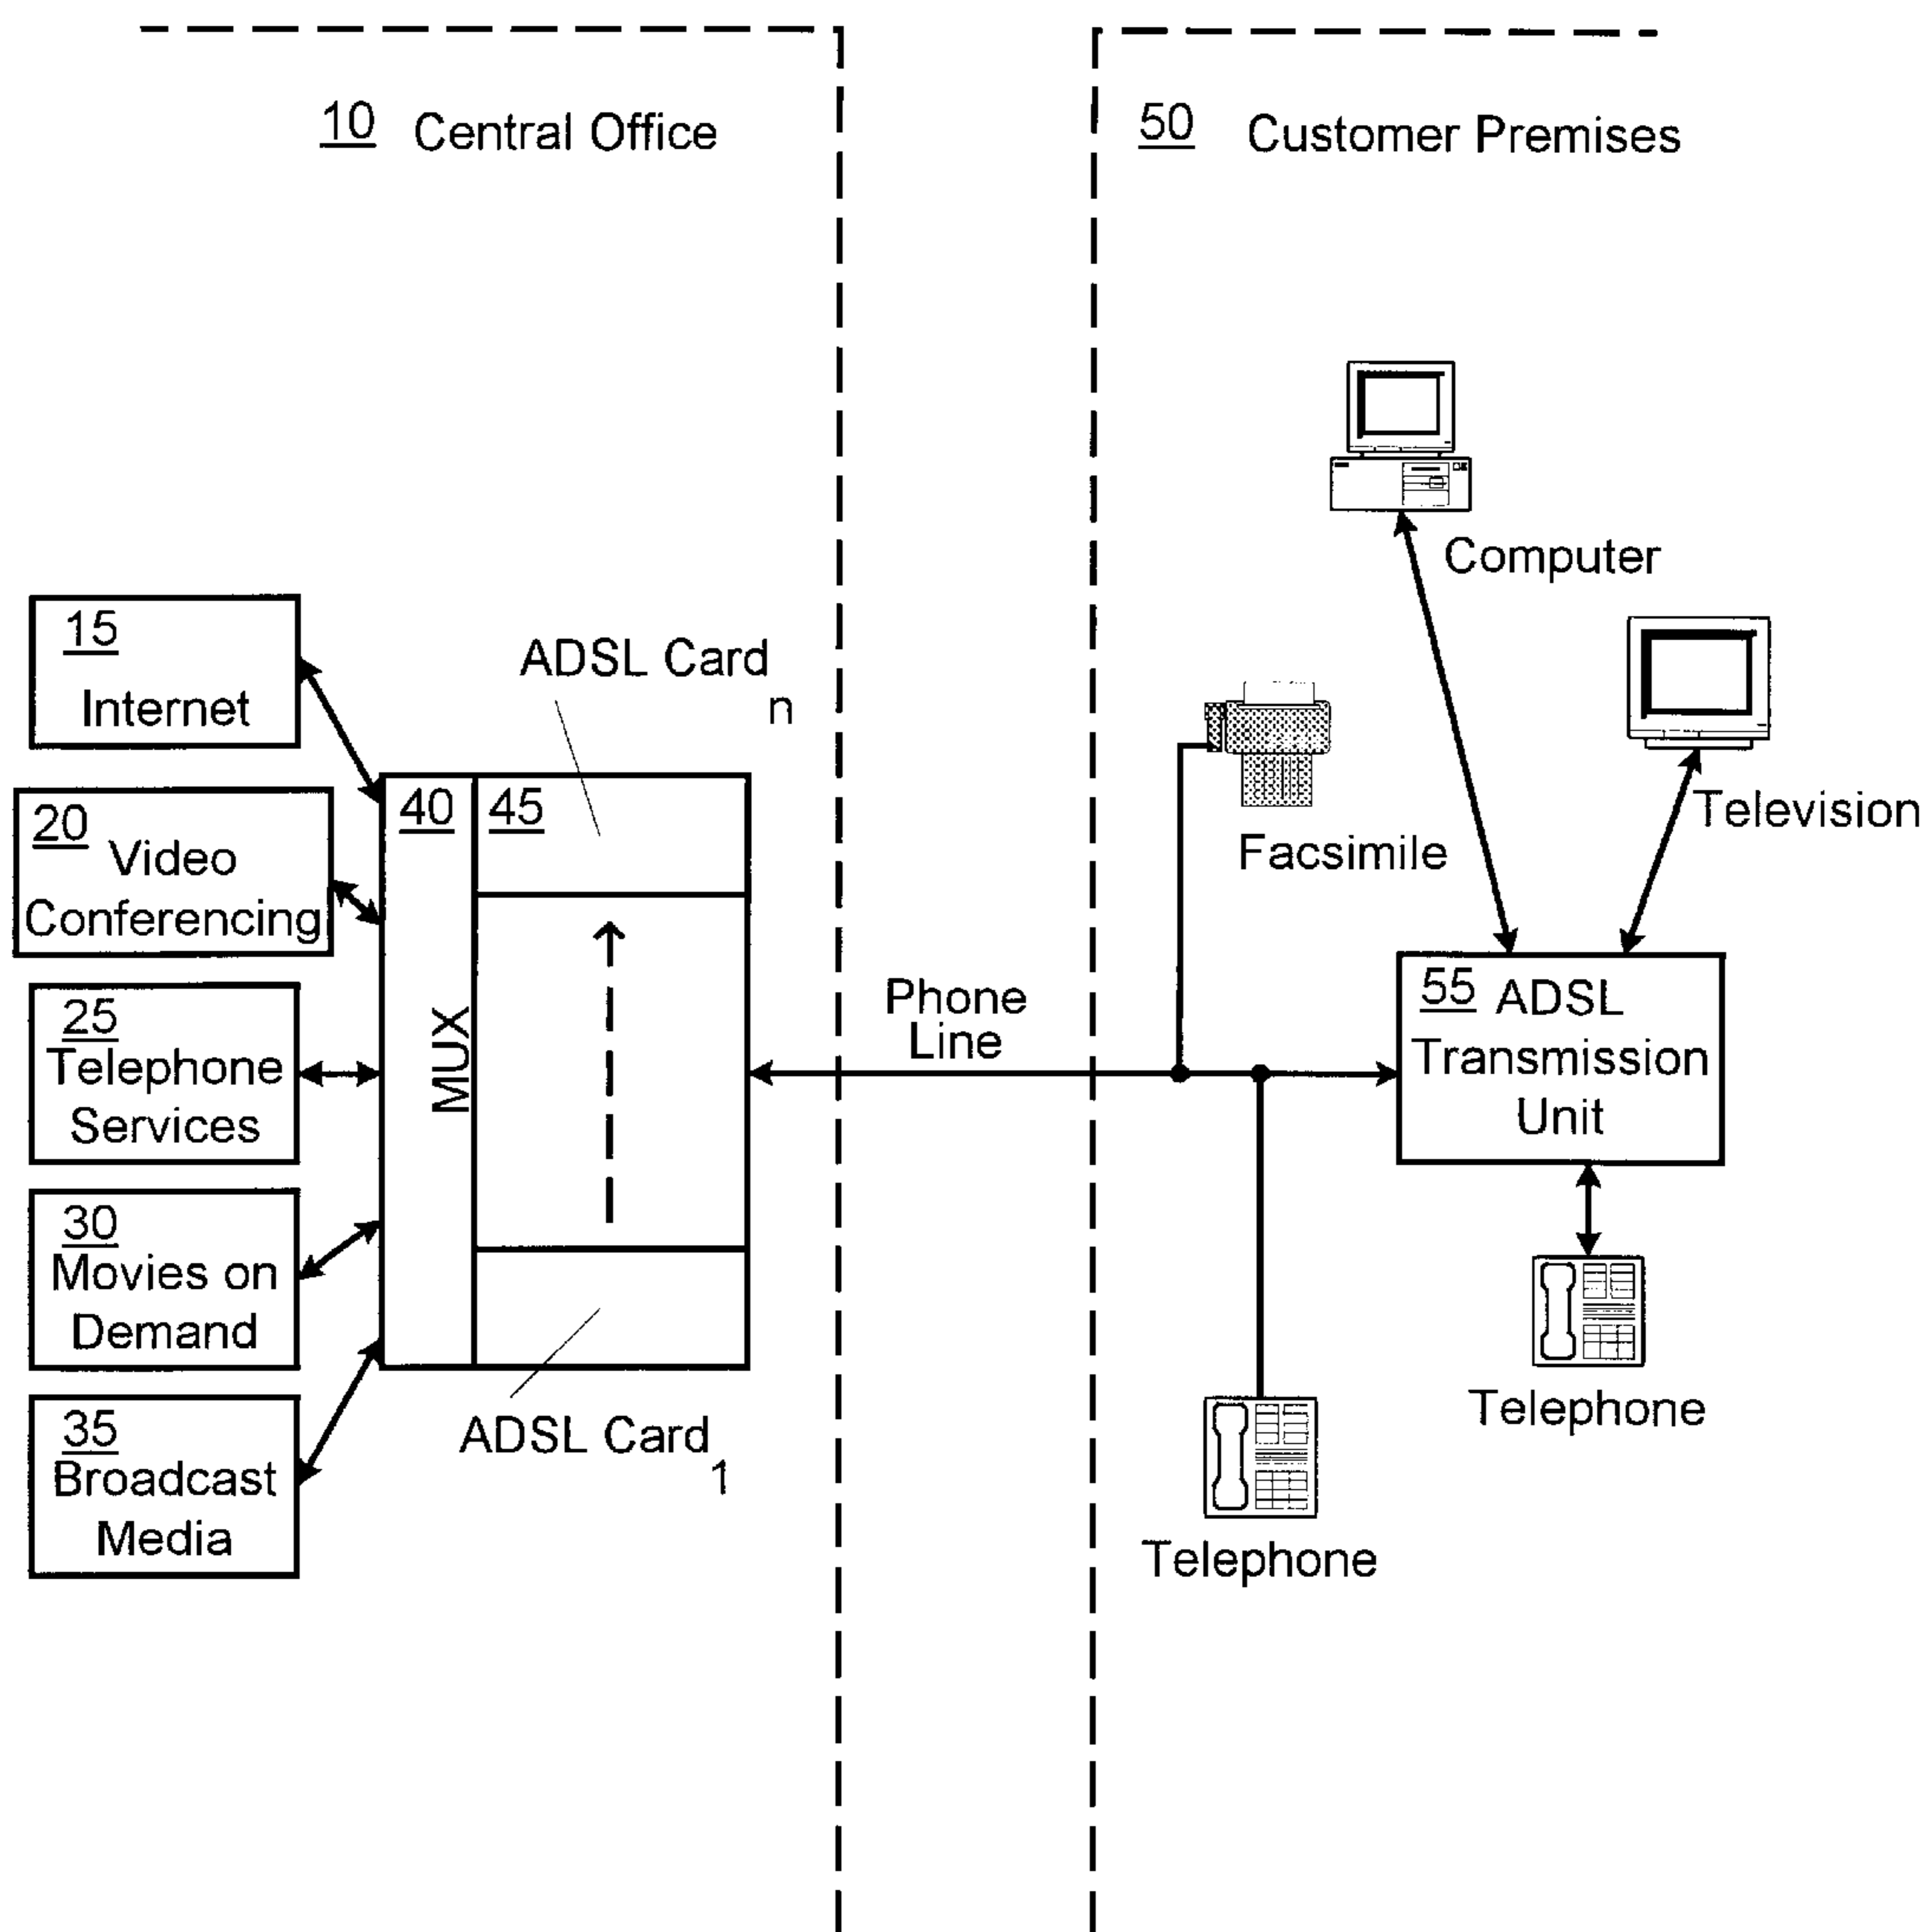 10 Central Office
50 Customer Premises
Computer
15
Internet
ADSL Card n
20
Video
Conferencing
40
45
Television
Facsimile
25
Telephone
Services
MUX
Phone
Line
55 ADSL
Transmission
Unit
30
Movies on
Demand
Telephone
35
Broadcast
Media
ADSL Card 1
Telephone